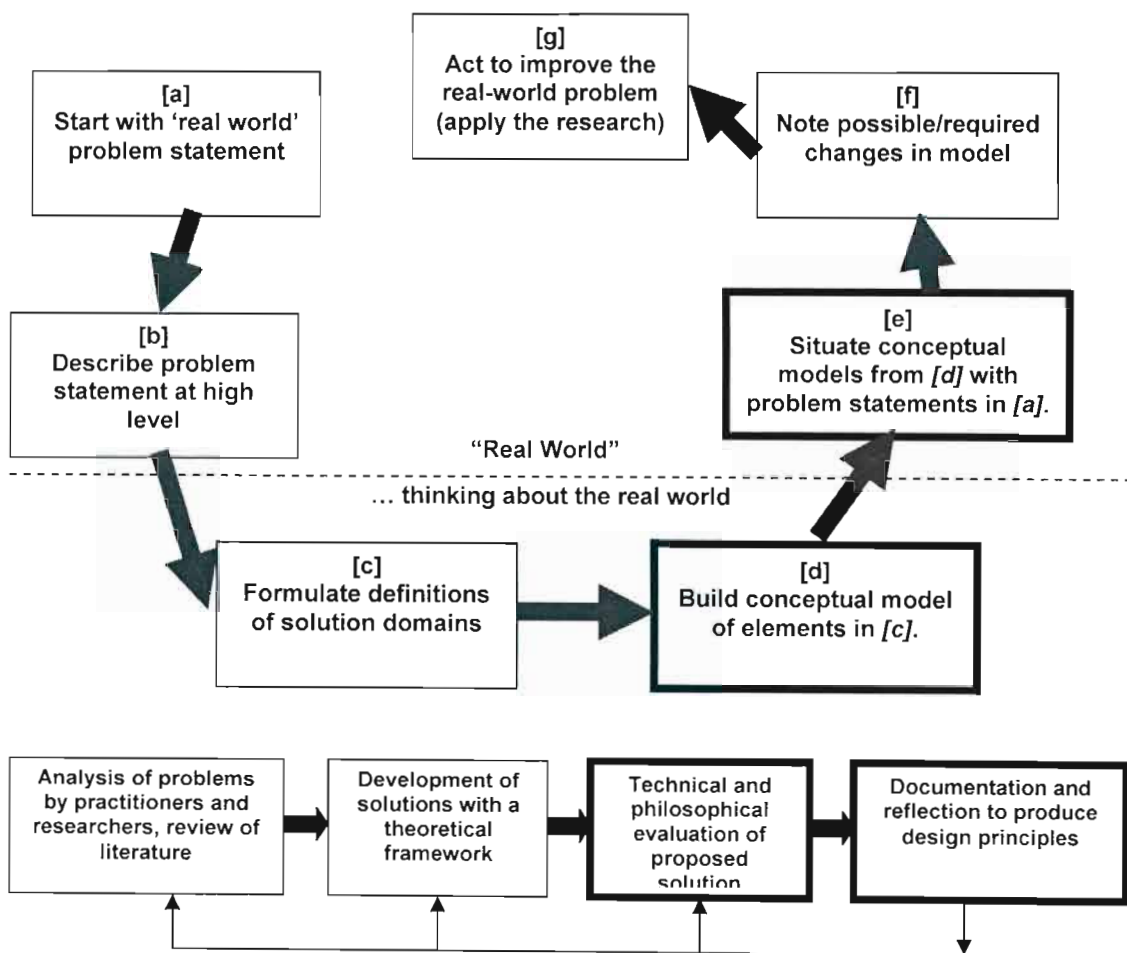 [a]
Start with ‘real world’
problem statement
[g]
Act to improve the
real-world problem
(apply the research)
[f]
Note possible/required
changes in model
[b]
Describe problem
statement at high
level
[e]
Situate conceptual
models from [d] with
problem statements in [a].
“Real World”
... thinking about the real world
[c]
Formulate definitions
of solution domains
[d]
Build conceptual model
of elements in [c].
Analysis of problems
by practitioners and
researchers, review of
literature
Development of
solutions with a
theoretical
framework
Technical and
philosophical
evaluation of
proposed
solution
Documentation and
reflection to produce
design principles